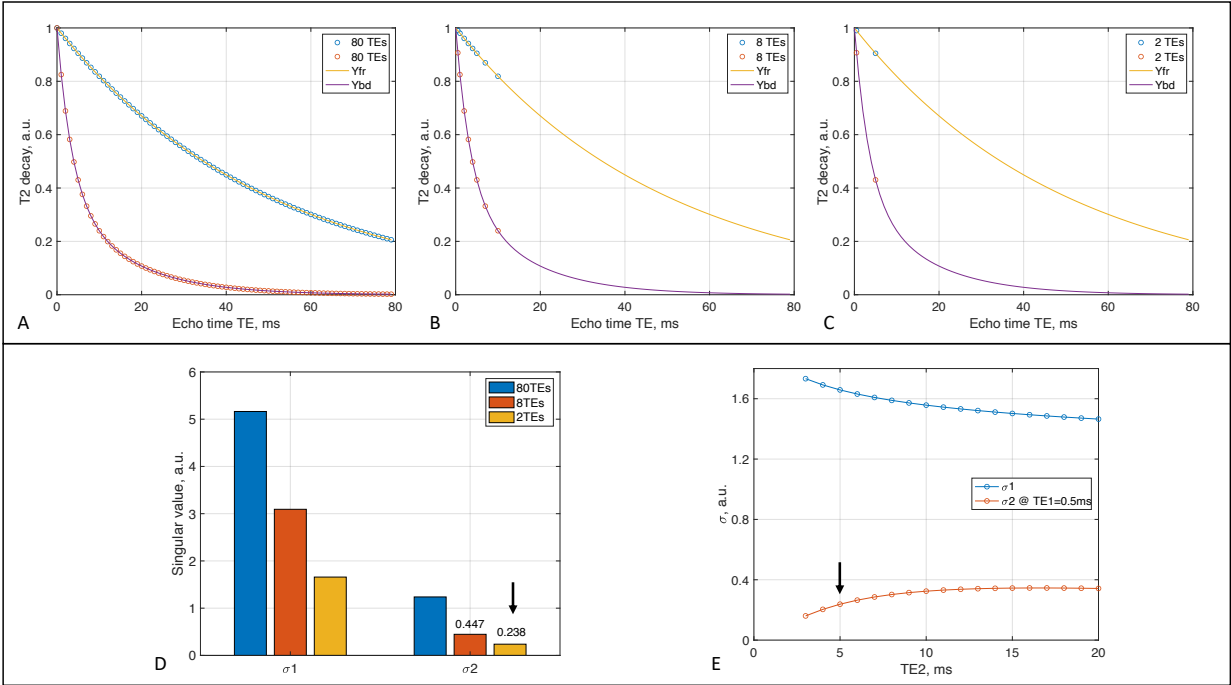 T2 decay, a.u.
1
0.8
0.6
0.4
0.2
0
0 20 40 60 80
Echo time TE, ms
80 TEs
80 TEs
Yfr
Ybd
A
T2 decay, a.u.
1
0.8
0.6
0.4
0.2
0
0 20 40 60 80
Echo time TE, ms
8 TEs
8 TEs
Yfr
Ybd
B
T2 decay, a.u.
1
0.8
0.6
0.4
0.2
0
0 20 40 60 80
Echo time TE, ms
2 TEs
2 TEs
Yfr
Ybd
C
Singular value, a.u.
6
5
4
3
2
1
0
80TEs
8TEs
2TEs
0.447
0.238
σ1 σ2
D
σ, a.u.
1.6
1.2
0.8
0.4
0
σ1
σ2 @ TE1=0.5ms
0 5 10 15 20
TE2, ms
E